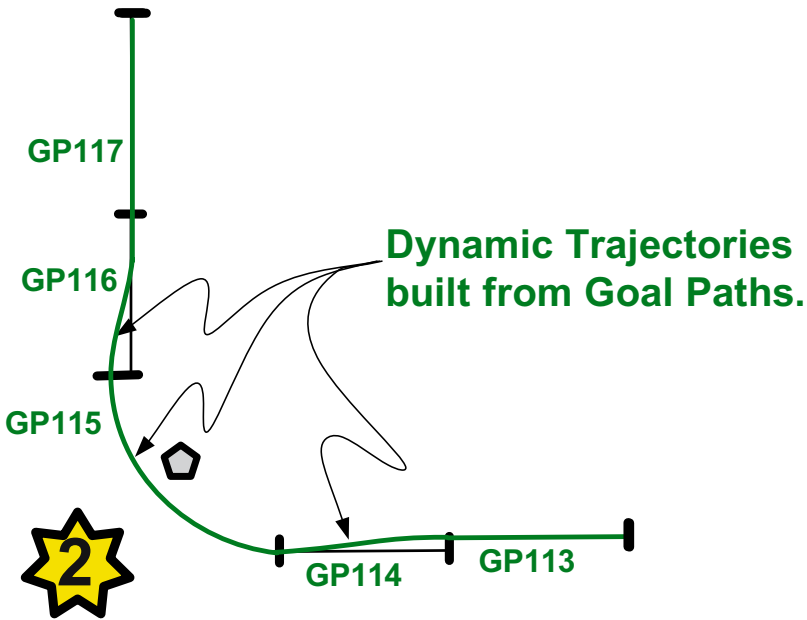 GP117
Dynamic Trajectories
built from Goal Paths.
GP116
GP115
2
GP114
GP113